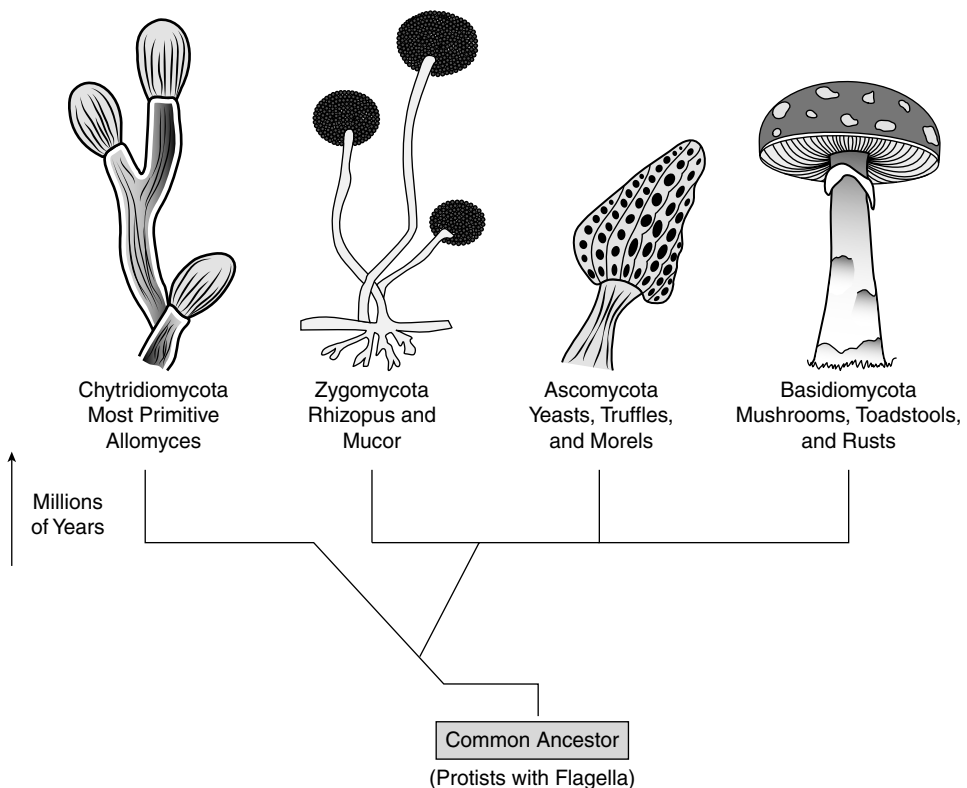 Chytridiomycota
Most Primitive
Allomyces
Zygomycota
Rhizopus and
Mucor
Ascomycota
Yeasts, Truffles,
and Morels
Basidiomycota
Mushrooms, Toadstools,
and Rusts
Millions
of Years
Common Ancestor
(Protists with Flagella)